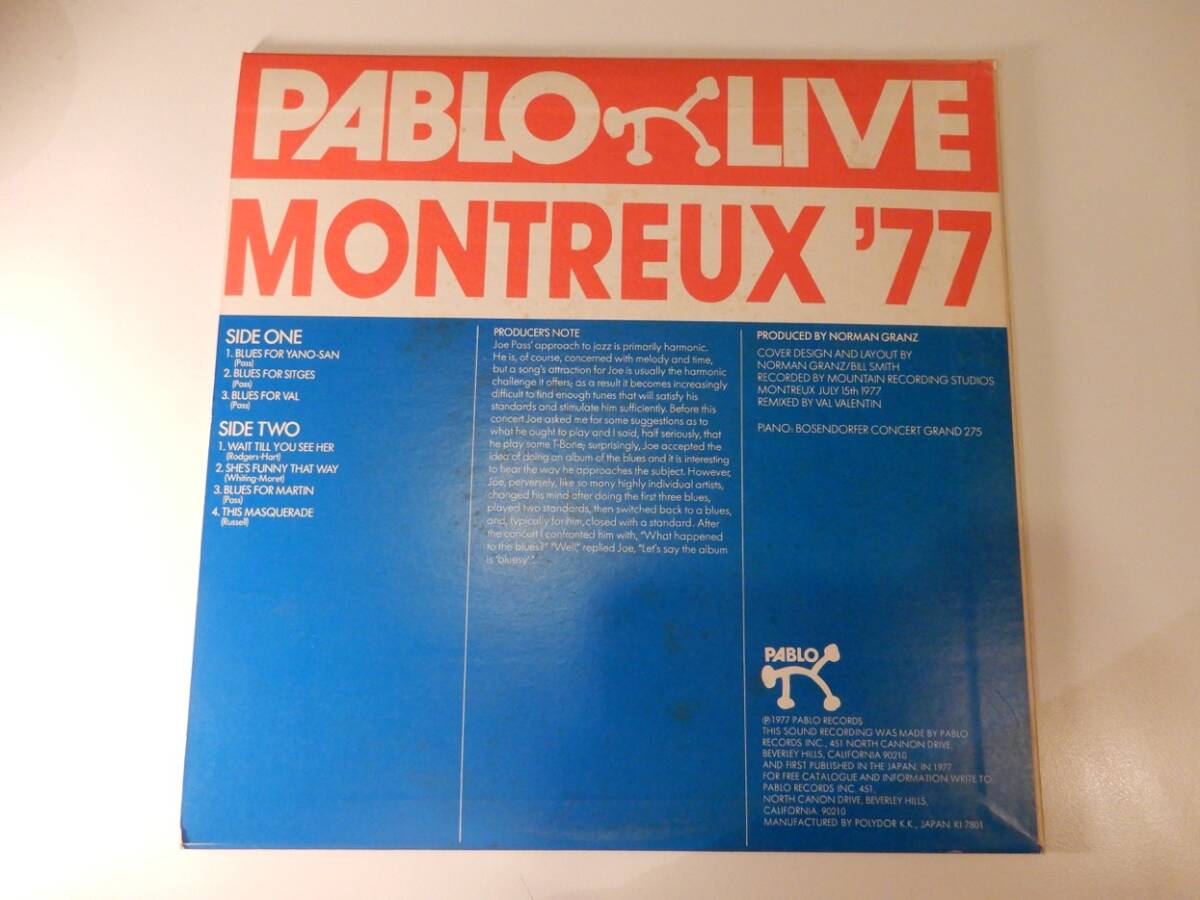 PABLO LIVE
MONTREUX '77
SIDE ONE
1. BLUES FOR YANO-SAN
(Pass)
2. BLUES FOR SITGES
(Pass)
3. BLUES FOR VAL
(Pass)
SIDE TWO
1. WAIT TILL YOU SEE HER
(Rodgers-Hart)
2. SHE'S FUNNY THAT WAY
(Whiting-Moret)
3. BLUES FOR MARTIN
(Pass)
4. THIS MASQUERADE
(Russell)
PRODUCER'S NOTE
Joe Pass' approach to jazz is primarily harmonic.
He is, of course, concerned with melody and time,
but a song's attraction for Joe is usually the harmonic
challenge it offers; as a result it becomes increasingly
difficult to find enough tunes that will satisfy his
standards and stimulate him sufficiently. Before this
concert Joe asked me for some suggestions as to
what he ought to play and I said, half seriously, that
he play some T-Bone; surprisingly, Joe accepted the
idea of doing an album of the blues and it is interesting
to hear the way he approaches the subject. However,
Joe, perversely, like so many highly individual artists,
changed his mind after doing the first three blues,
played two standards, then switched back to a blues,
and, typically for him, closed with a standard. After
the concert I confronted him with, "What happened
to the blues?" "Well," replied Joe, "Let's say the album
is 'bluesy'".
PRODUCED BY NORMAN GRANZ
COVER DESIGN AND LAYOUT BY
NORMAN GRANZ/BILL SMITH
RECORDED BY MOUNTAIN RECORDING STUDIOS
MONTREUX JULY 15th 1977
REMIXED BY VAL VALENTIN
PIANO: BOSENDORFER CONCERT GRAND 275
PABLO
℗1977 PABLO RECORDS
THIS SOUND RECORDING WAS MADE BY PABLO
RECORDS INC., 451 NORTH CANNON DRIVE,
BEVERLEY HILLS, CALIFORNIA 90210
AND FIRST PUBLISHED IN THE JAPAN, IN 1977
FOR FREE CATALOGUE AND INFORMATION WRITE TO
PABLO RECORDS INC. 451,
NORTH CANON DRIVE, BEVERLEY HILLS,
CALIFORNIA. 90210
MANUFACTURED BY POLYDOR K.K., JAPAN KI 7801